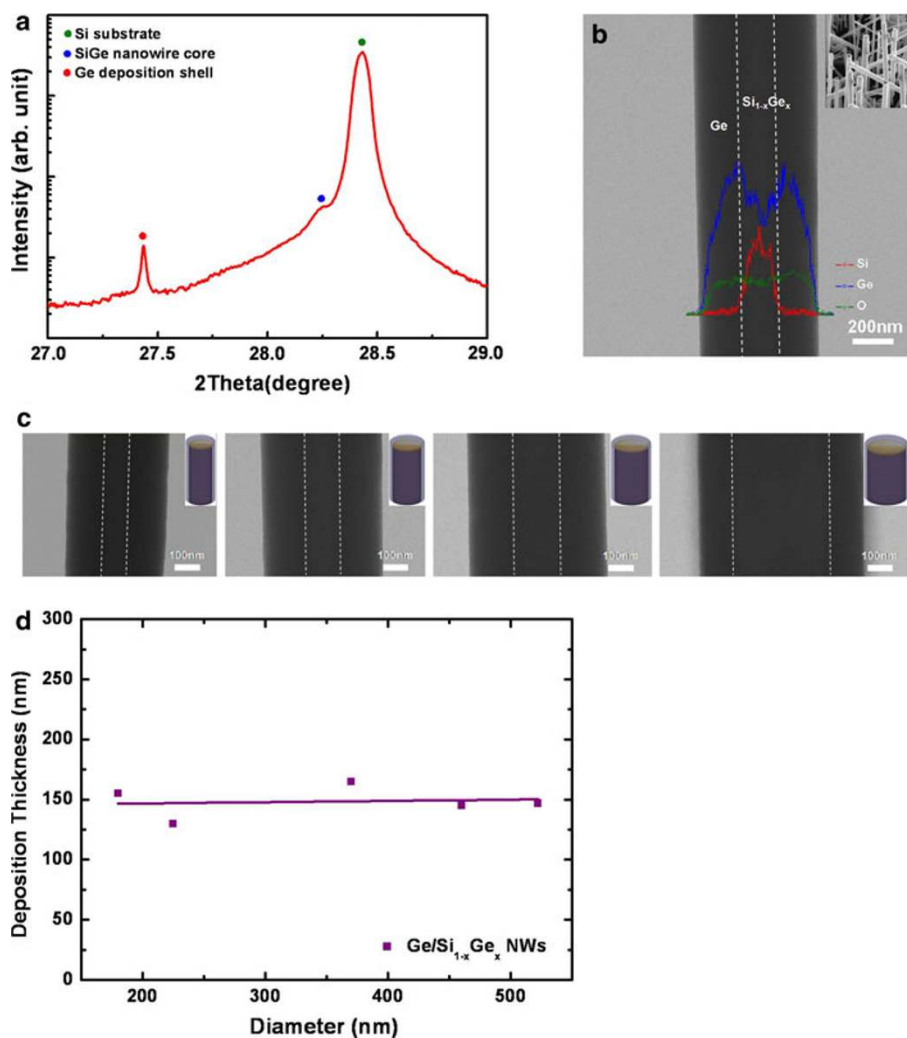 a
Si substrate
SiGe nanowire core
Ge deposition shell
Intensity (arb. unit)
27.0 27.5 28.0 28.5 29.0
2Theta(degree)
b
Si₁₋ₓGeₓ
Ge
Si
Ge
O
200nm
c
100nm 100nm 100nm 100nm
d
300
250
200
150
100
50
0
Deposition Thickness (nm)
Ge/Si₁₋ₓGeₓ NWs
200 300 400 500
Diameter (nm)